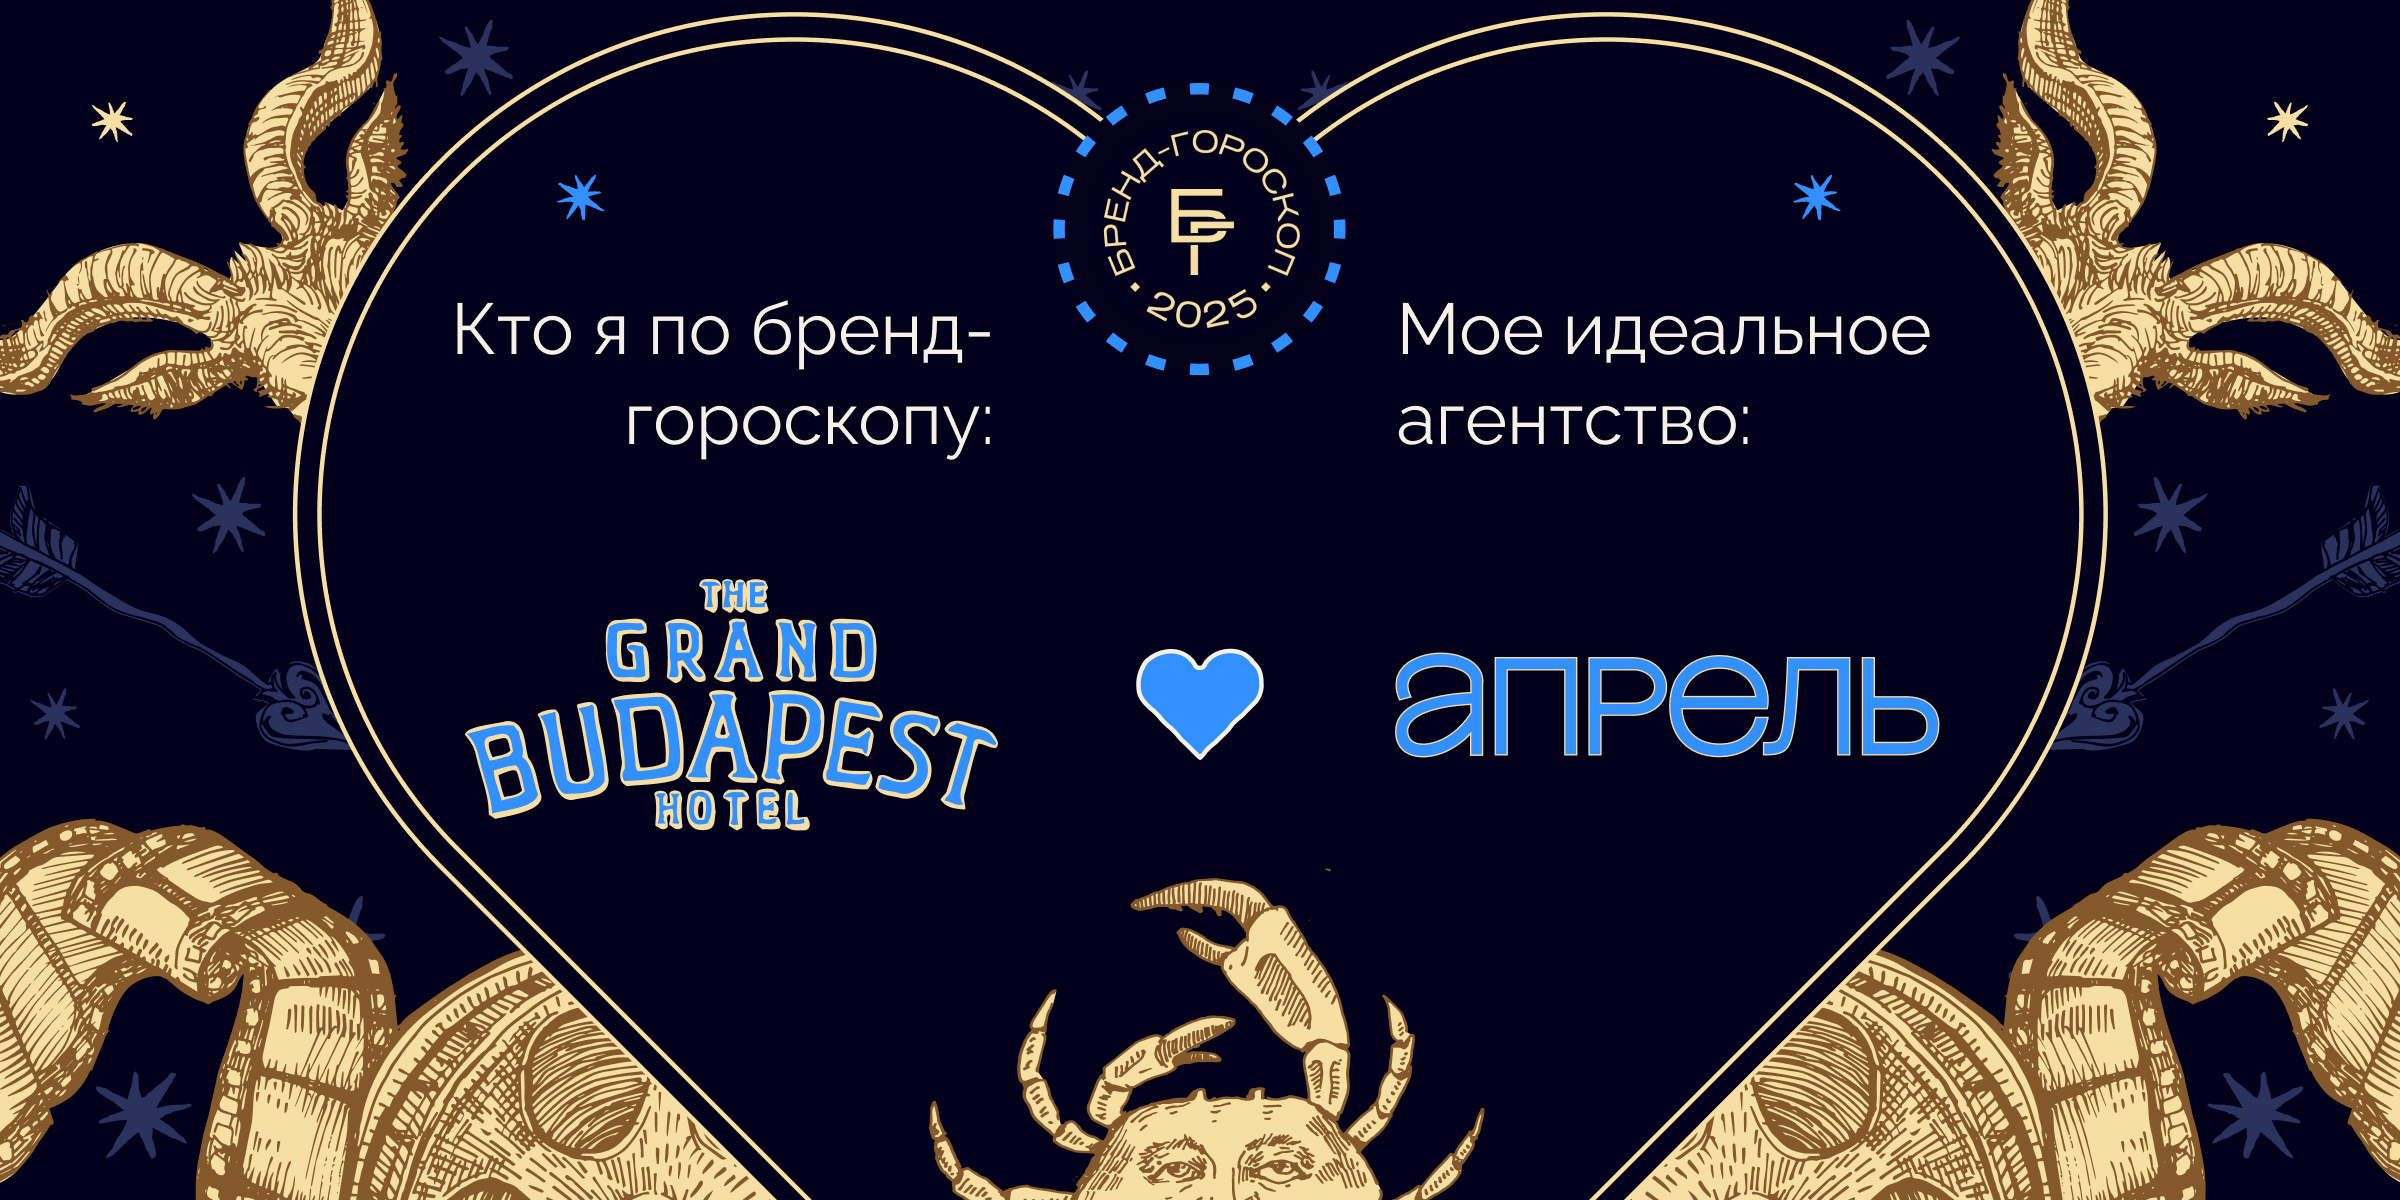 БРЕНД-ГОРОСКОП
БГ
• 2025 •
Кто я по бренд-
гороскопу:
Мое идеальное
агентство:
THE
GRAND
BUDAPEST
HOTEL
апрель